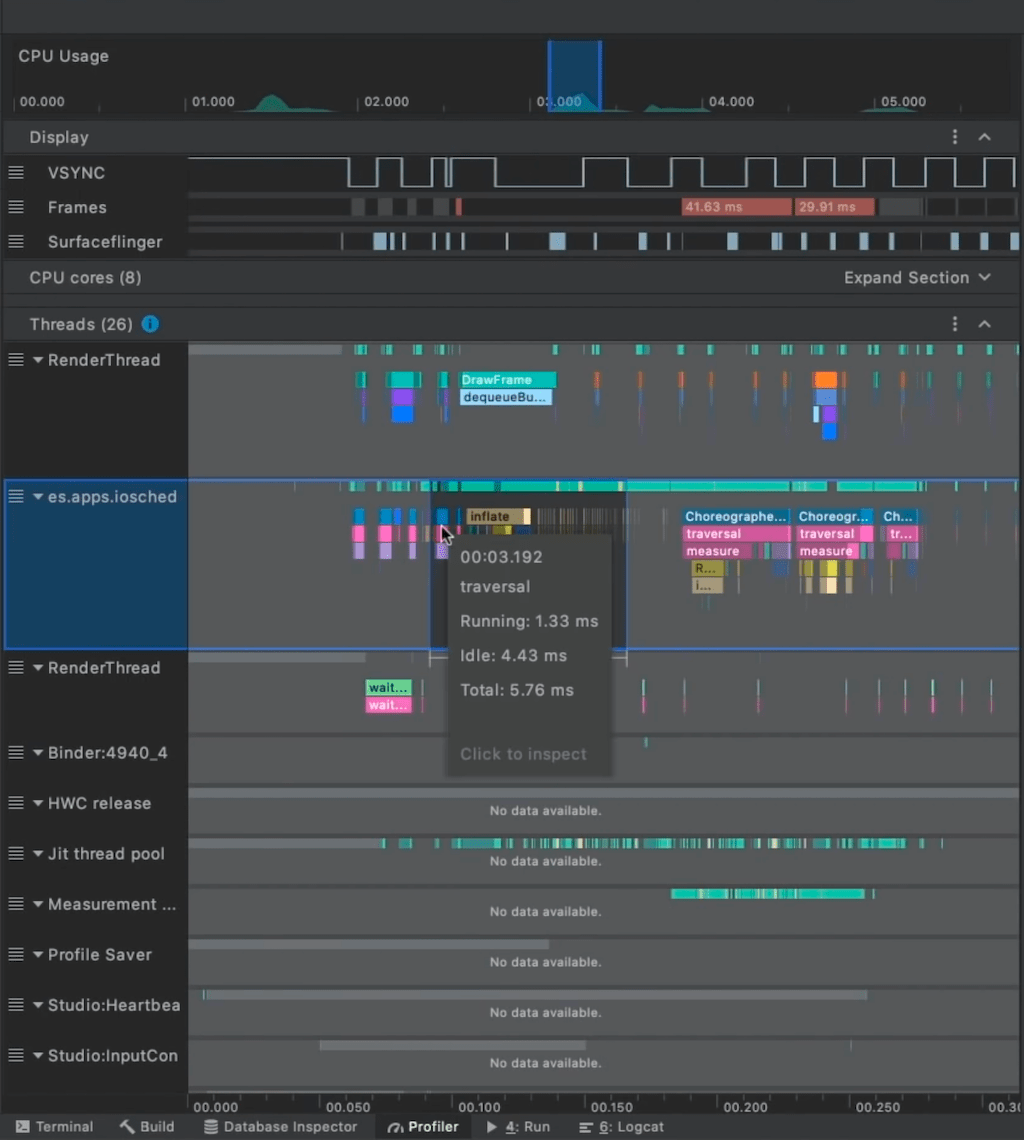 CPU Usage
00.000 01.000 02.000 03.000 04.000 05.000
Display
VSYNC
Frames 41.63 ms 29.91 ms
Surfaceflinger
CPU cores (8) Expand Section
Threads (26)
RenderThread
DrawFrame
dequeueBu...
es.apps.iosched
inflate Choreographe... Choreogr... Ch...
traversal traversal tr...
measure measure
R...
i...
00:03.192
traversal
Running: 1.33 ms
Idle: 4.43 ms
Total: 5.76 ms
Click to inspect
RenderThread
wait...
wait...
Binder:4940_4
HWC release
No data available.
Jit thread pool
No data available.
Measurement ...
No data available.
Profile Saver
No data available.
Studio:Heartbea
No data available.
Studio:InputCon
No data available.
00.000 00.050 00.100 00.150 00.200 00.250 00.30
Terminal Build Database Inspector Profiler 4: Run 6: Logcat